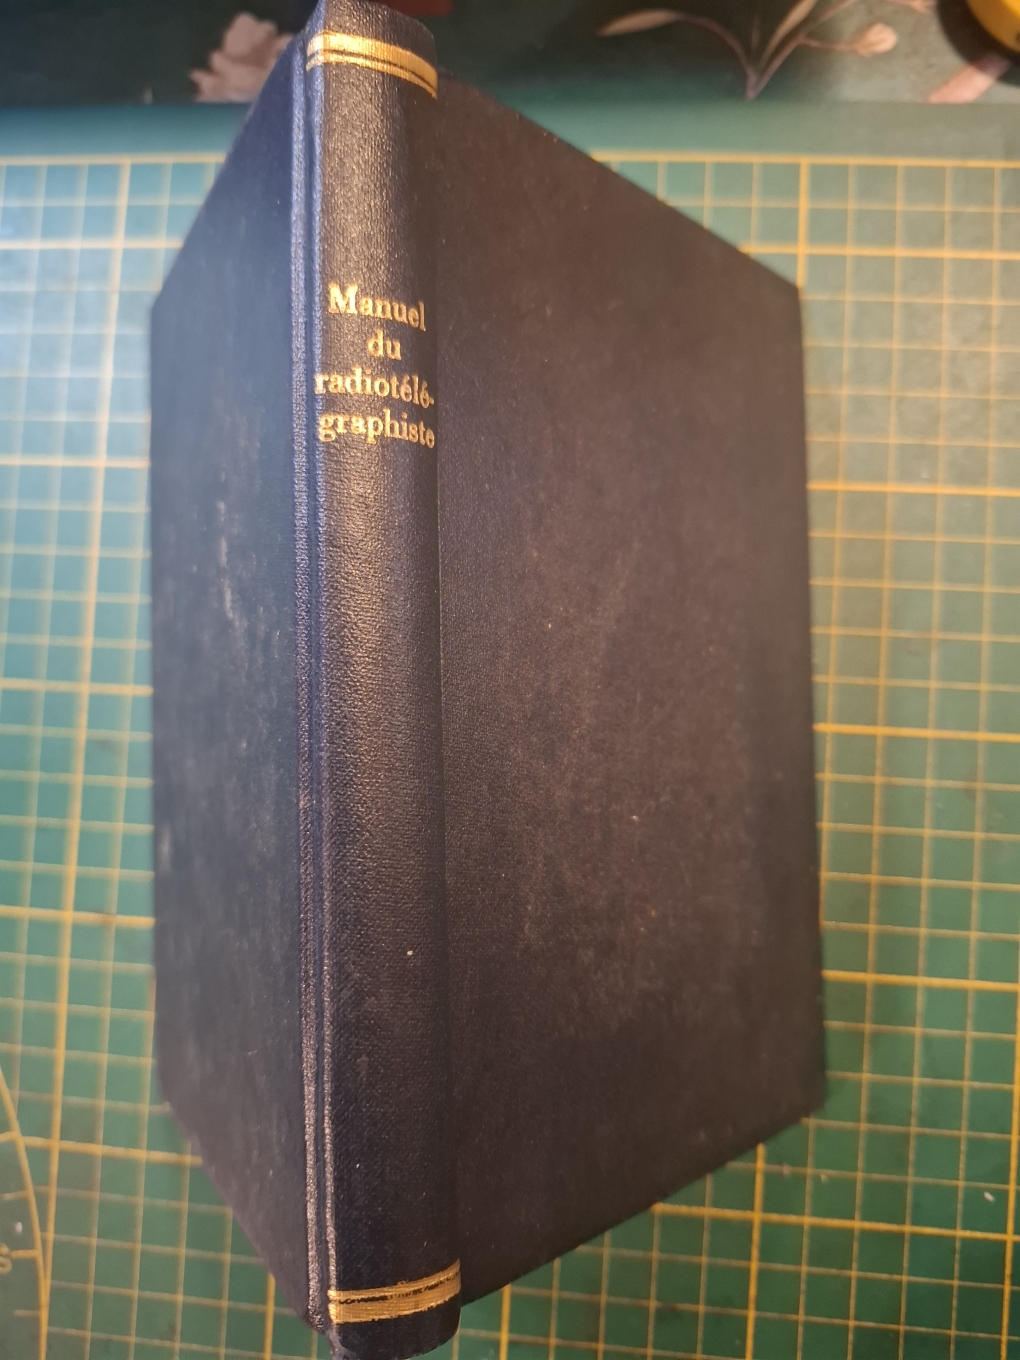 Manuel
du
radiotélé-
graphiste